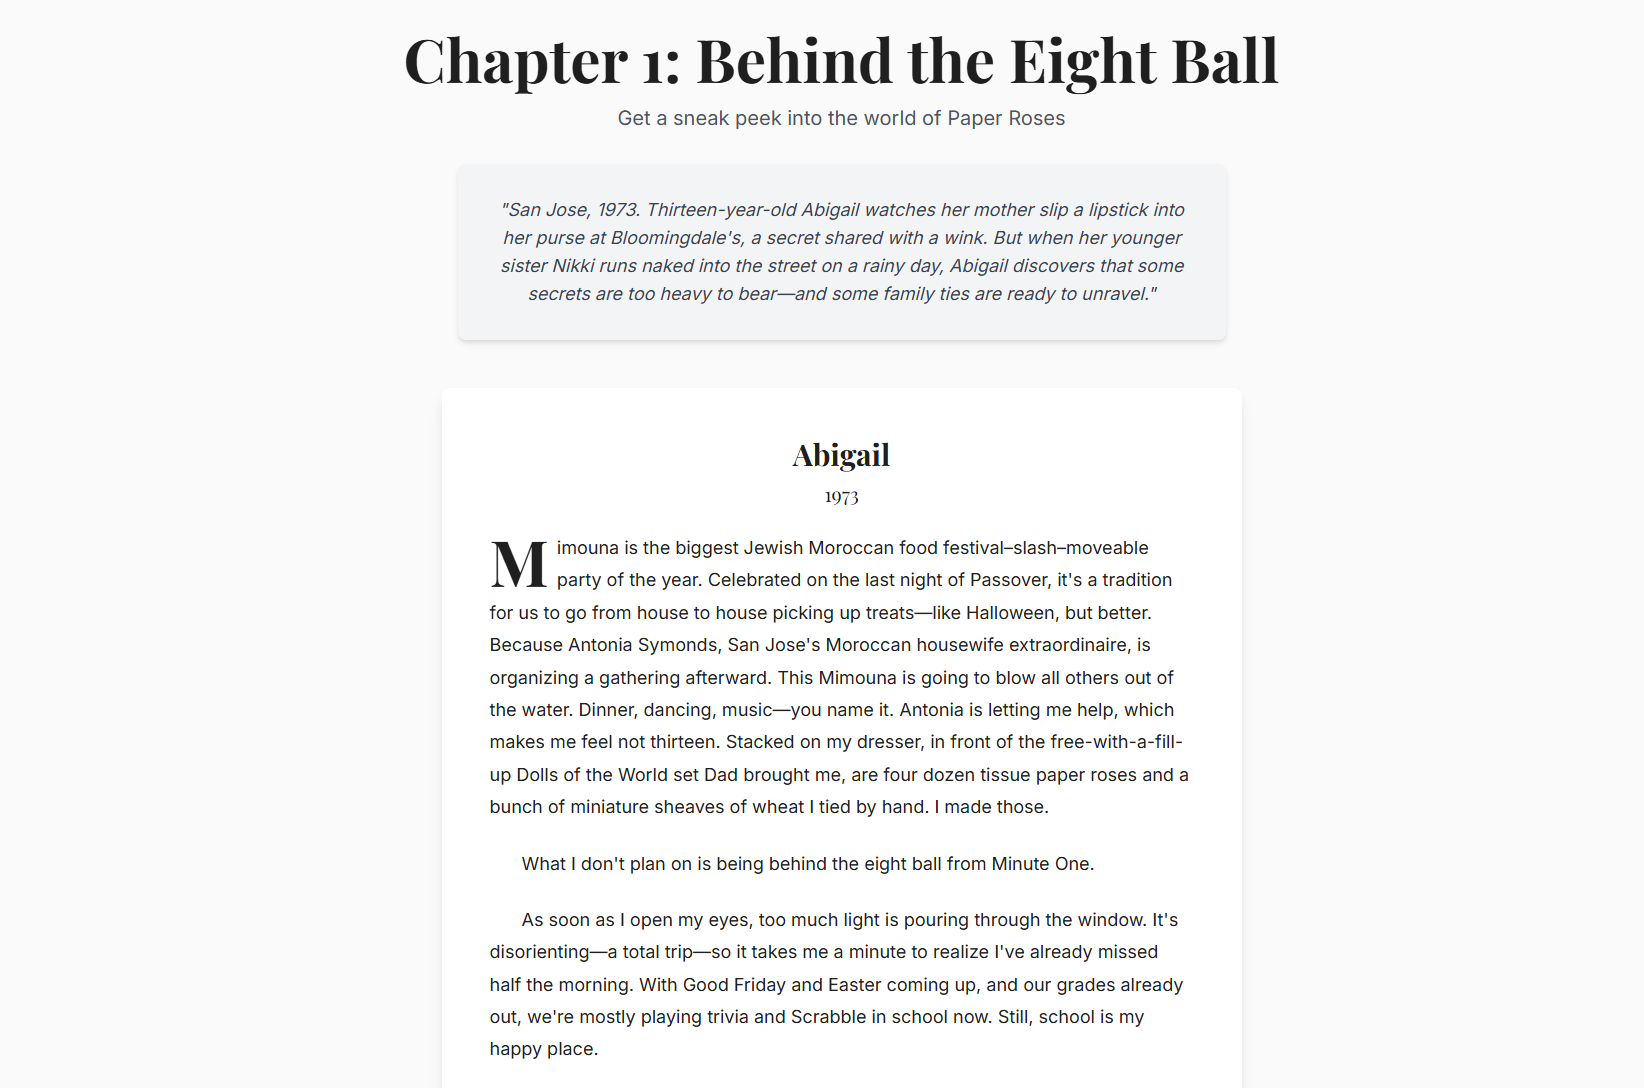 Chapter 1: Behind the Eight Ball
Get a sneak peek into the world of Paper Roses
"San Jose, 1973. Thirteen-year-old Abigail watches her mother slip a lipstick into
her purse at Bloomingdale's, a secret shared with a wink. But when her younger
sister Nikki runs naked into the street on a rainy day, Abigail discovers that some
secrets are too heavy to bear—and some family ties are ready to unravel."
Abigail
1973
Mimouna is the biggest Jewish Moroccan food festival–slash–moveable
party of the year. Celebrated on the last night of Passover, it's a tradition
for us to go from house to house picking up treats—like Halloween, but better.
Because Antonia Symonds, San Jose's Moroccan housewife extraordinaire, is
organizing a gathering afterward. This Mimouna is going to blow all others out of
the water. Dinner, dancing, music—you name it. Antonia is letting me help, which
makes me feel not thirteen. Stacked on my dresser, in front of the free-with-a-fill-
up Dolls of the World set Dad brought me, are four dozen tissue paper roses and a
bunch of miniature sheaves of wheat I tied by hand. I made those.
What I don't plan on is being behind the eight ball from Minute One.
As soon as I open my eyes, too much light is pouring through the window. It's
disorienting—a total trip—so it takes me a minute to realize I've already missed
half the morning. With Good Friday and Easter coming up, and our grades already
out, we're mostly playing trivia and Scrabble in school now. Still, school is my
happy place.